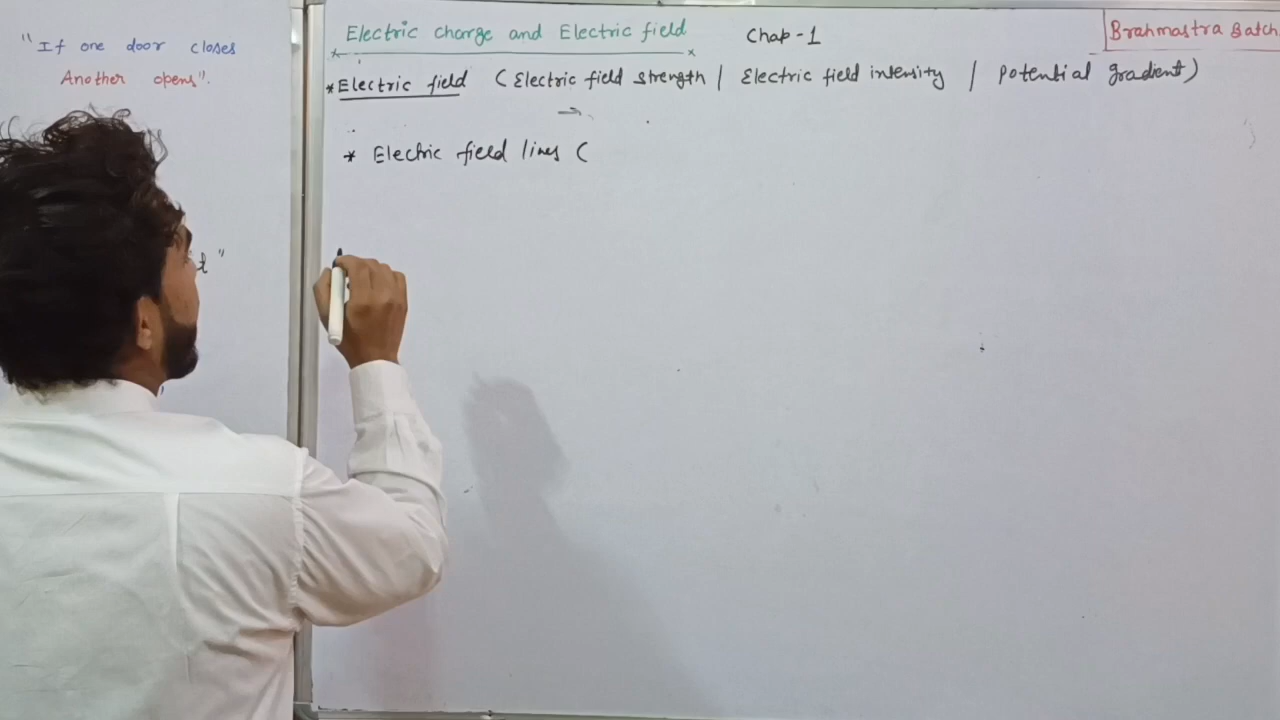 "If one door closes
Another opens".
Electric charge and Electric field Chap-1
Brahmastra Batch
*Electric field (Electric field strength | Electric field intensity | Potential gradient)
* Electric field lines (